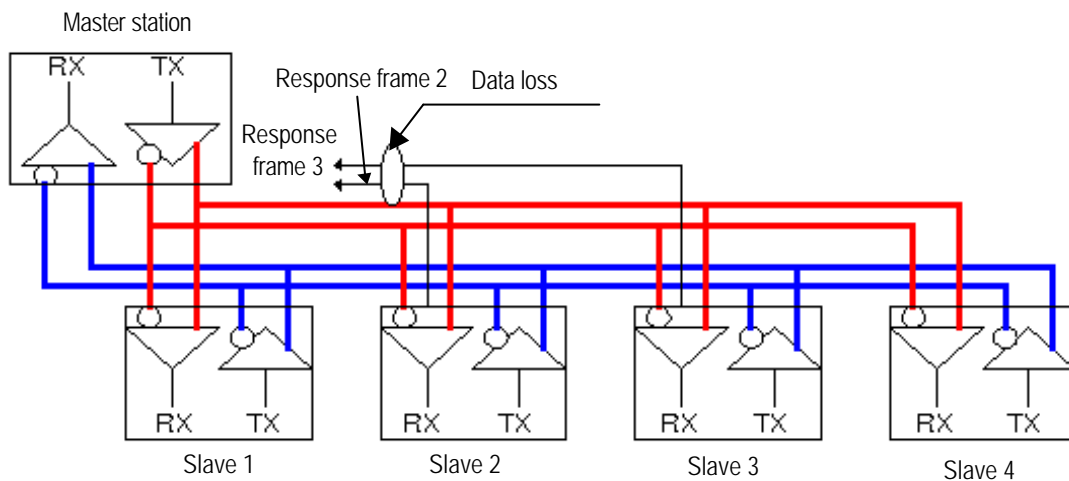 Master station
RX TX
Response frame 2
Data loss
Response
frame 3
RX TX
RX TX
RX TX
RX TX
Slave 1
Slave 2
Slave 3
Slave 4